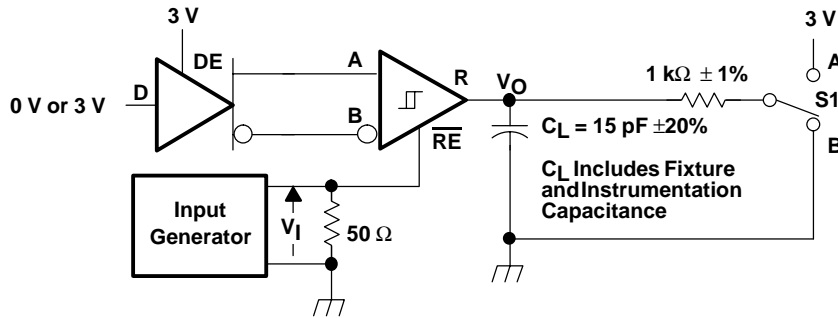 3 V
3 V
DE
A
R
VO
1 kΩ ± 1%
A
D
0 V or 3 V
S1
B
RE
CL = 15 pF ±20%
B
CL Includes Fixture
and Instrumentation
Capacitance
Input
Generator
VI
50 Ω